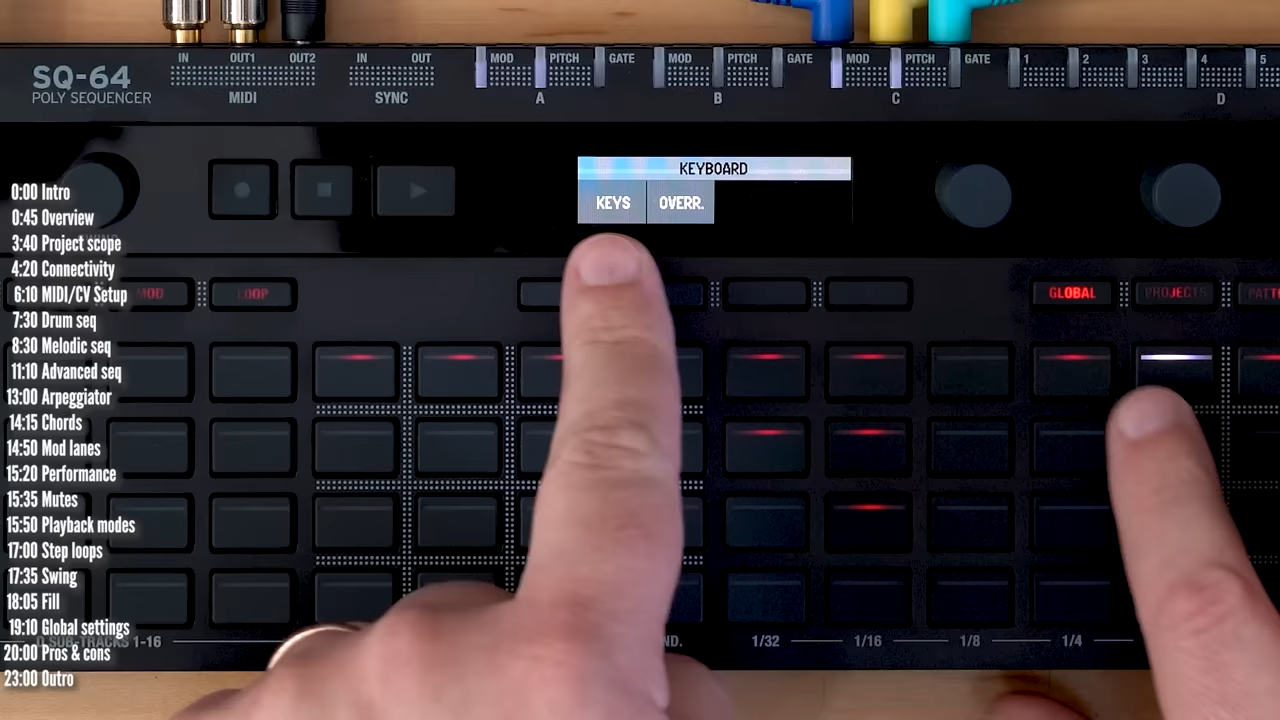 IN OUT1 OUT2
IN OUT
MOD PITCH GATE
MOD PITCH GATE
MOD PITCH GATE
1 2 3 4 5
SQ-64
POLY SEQUENCER
MIDI
SYNC
A
B
C
D
KEYBOARD
KEYS OVERR.
MOD
LOOP
GLOBAL
PROJECTS
0:00 Intro
0:45 Overview
3:40 Project scope
4:20 Connectivity
6:10 MIDI/CV Setup
7:30 Drum seq
8:30 Melodic seq
11:10 Advanced seq
13:00 Arpeggiator
14:15 Chords
14:50 Mod lanes
15:20 Performance
15:35 Mutes
15:50 Playback modes
17:00 Step loops
17:35 Swing
18:05 Fill
19:10 Global settings
20:00 Pros & cons
23:00 Outro
D SUB-TRACKS 1-16
1/32
1/16
1/8
1/4